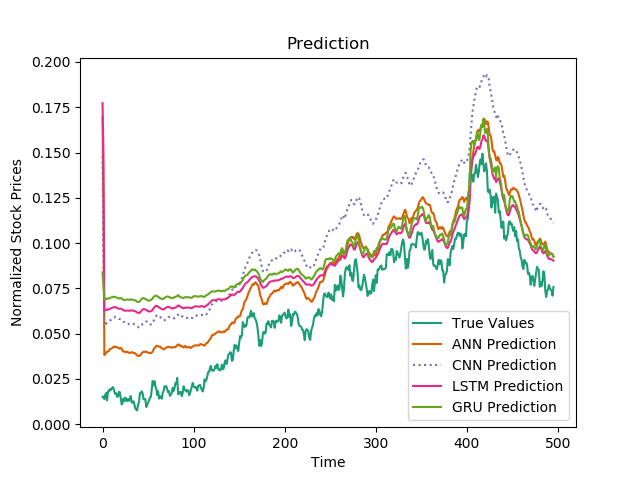 Prediction
Normalized Stock Prices
0.200
0.175
0.150
0.125
0.100
0.075
0.050
0.025
0.000
True Values
ANN Prediction
CNN Prediction
LSTM Prediction
GRU Prediction
0 100 200 300 400 500
Time